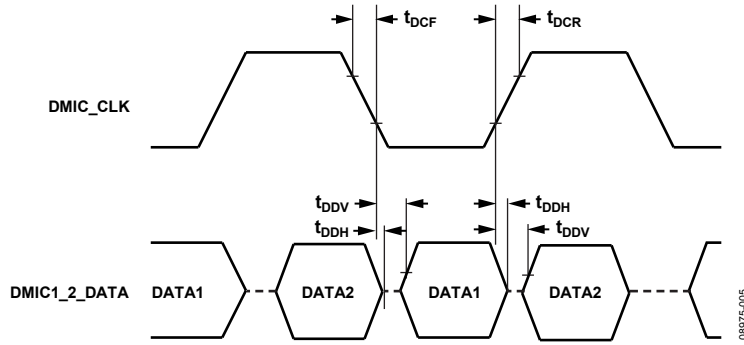 tDCF
tDCR
DMIC_CLK
tDDV
tDDH
tDDH
tDDV
DMIC1_2_DATA
DATA1
DATA2
DATA1
DATA2
08975-005